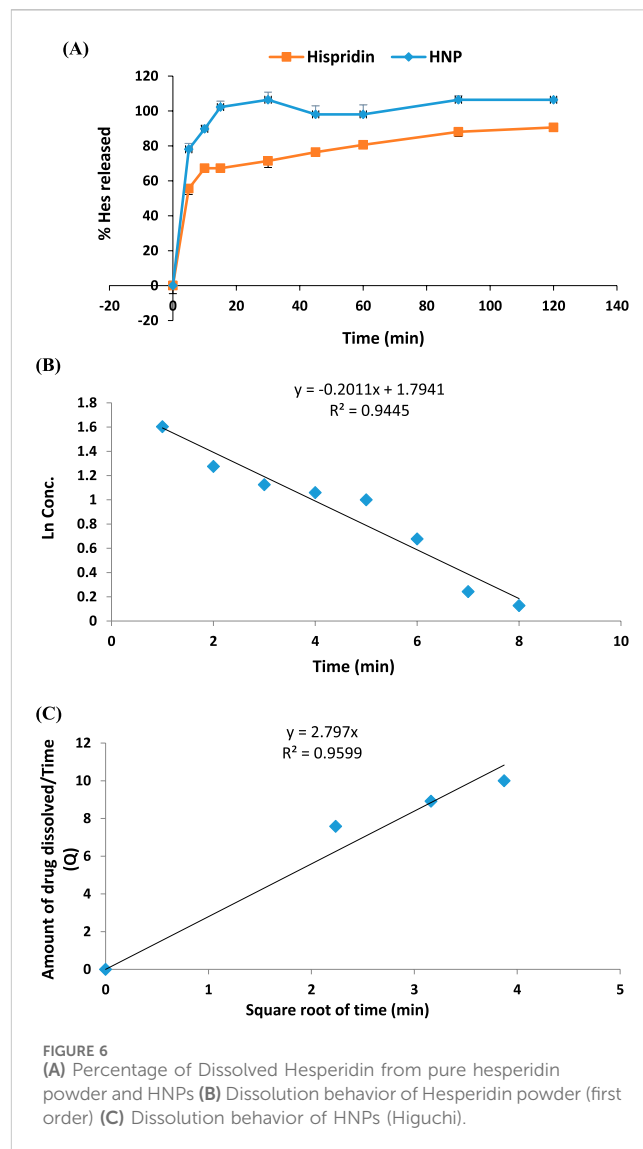 (A)
Hispridin HNP
120
100
80
60
40
20
0
-20
-20 0 20 40 60 80 100 120 140
% Hes released
Time (min)
(B)
y = -0.2011x + 1.7941
R² = 0.9445
1.8
1.6
1.4
1.2
1
0.8
0.6
0.4
0.2
0
0 2 4 6 8 10
Ln Conc.
Time (min)
(C)
y = 2.797x
R² = 0.9599
12
10
8
6
4
2
0
0 1 2 3 4 5
Amount of drug dissolved/Time
(Q)
Square root of time (min)
FIGURE 6
(A) Percentage of Dissolved Hesperidin from pure hesperidin
powder and HNPs (B) Dissolution behavior of Hesperidin powder (first
order) (C) Dissolution behavior of HNPs (Higuchi).